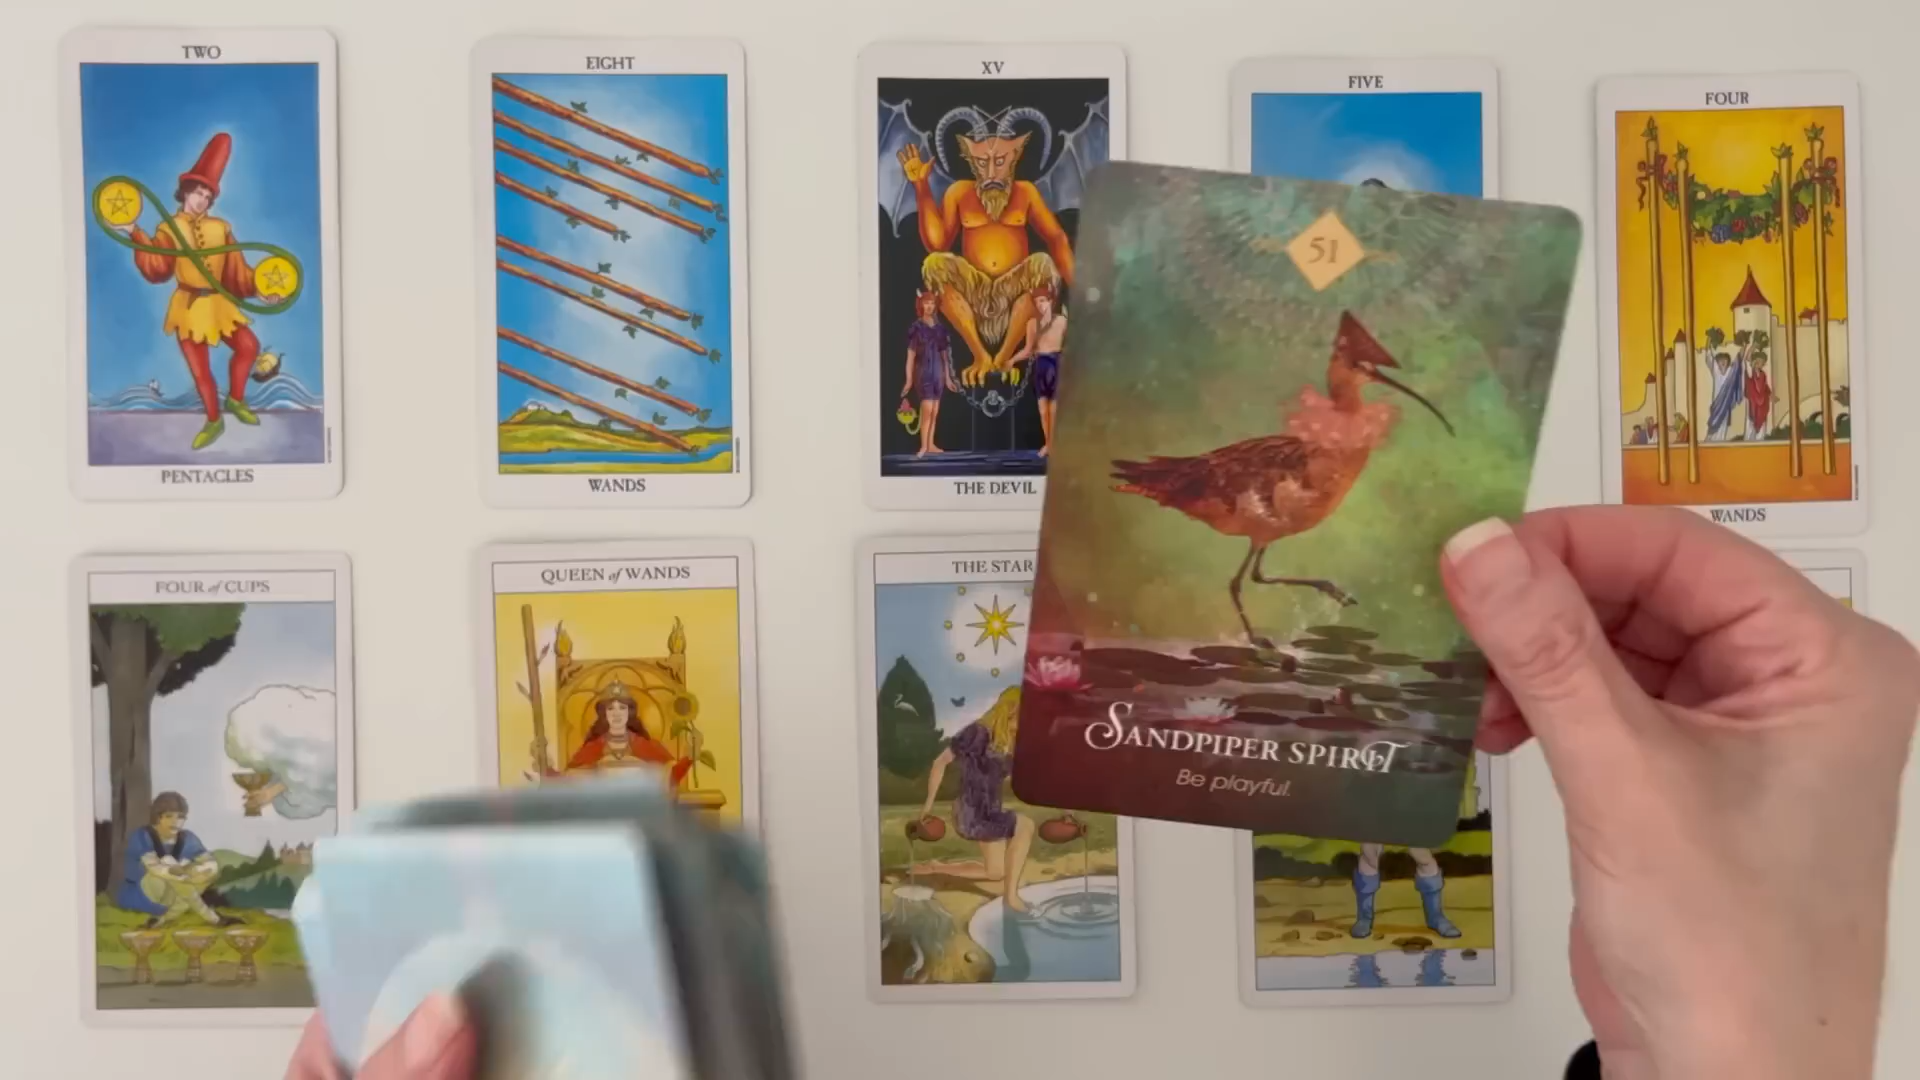 TWO
PENTACLES
EIGHT
WANDS
XV
THE DEVIL
FIVE
FOUR
WANDS
51
SANDPIPER SPIRIT
Be playful.
FOUR of CUPS
QUEEN of WANDS
THE STAR